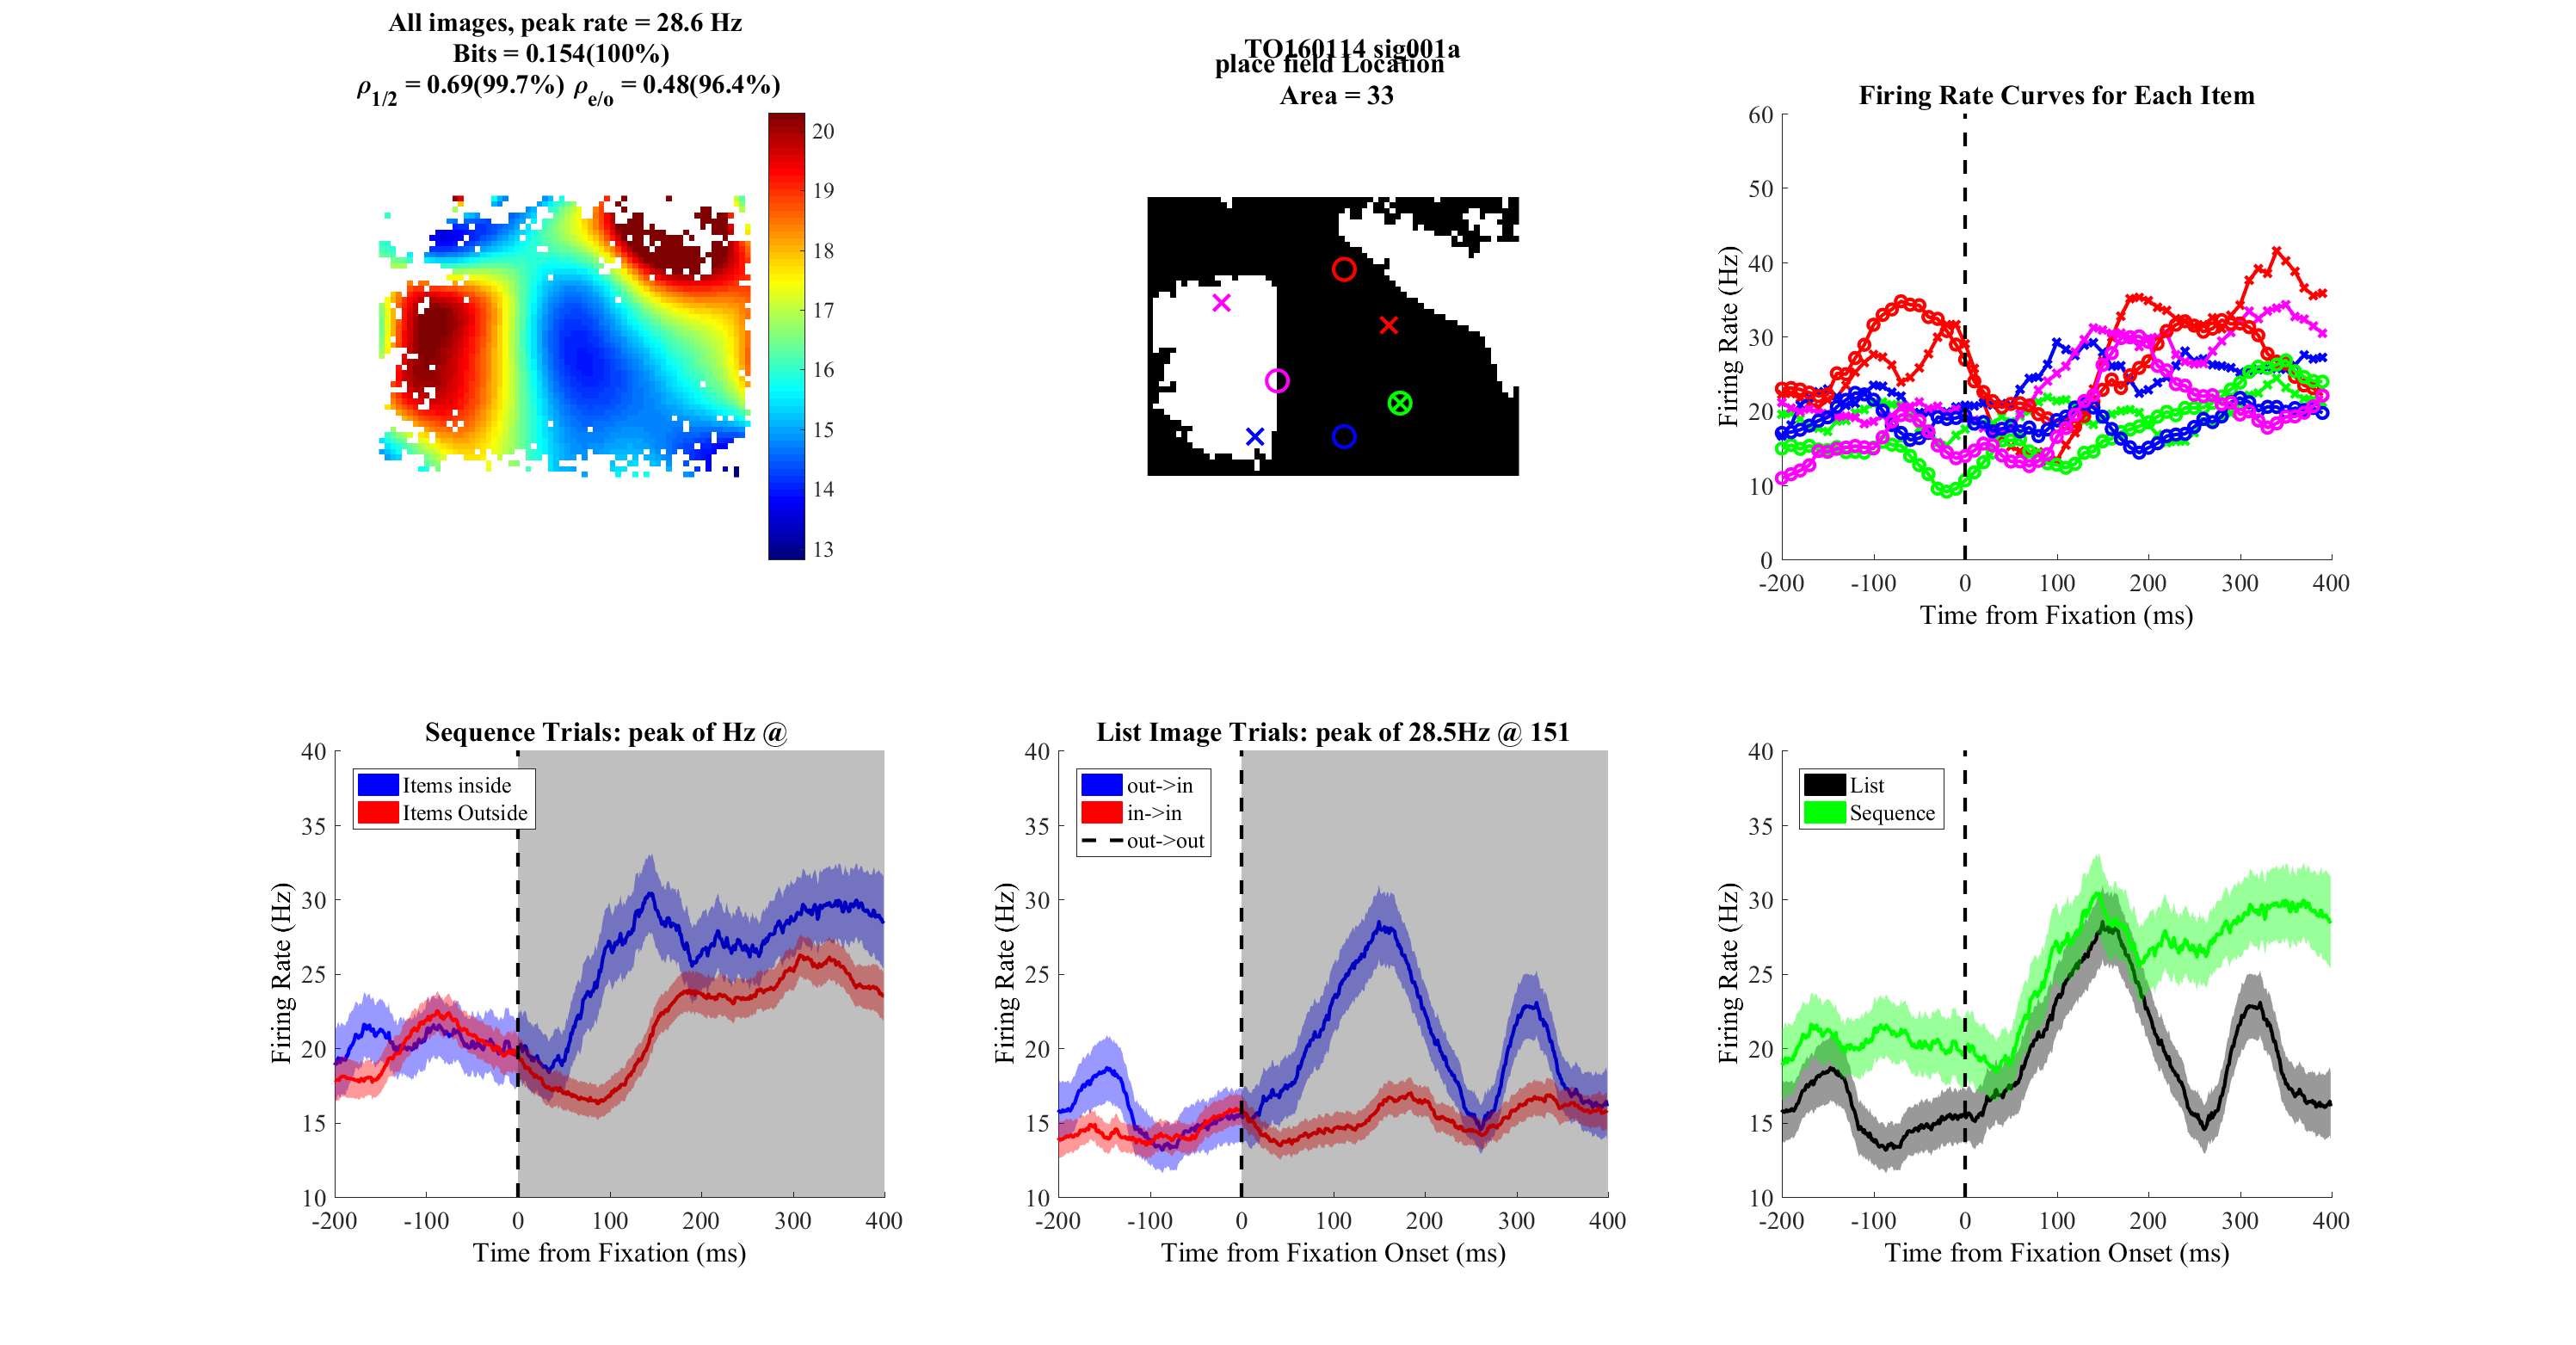 All images, peak rate = 28.6 Hz
Bits = 0.154(100%)
ρ1/2 = 0.69(99.7%) ρe/o = 0.48(96.4%)
20
19
18
17
16
15
14
13
TO160114 sig001a
place field Location
Area = 33
Firing Rate Curves for Each Item
Firing Rate (Hz)
60
50
40
30
20
10
0
-200 -100 0 100 200 300 400
Time from Fixation (ms)
Sequence Trials: peak of Hz @
Items inside
Items Outside
Firing Rate (Hz)
40
35
30
25
20
15
10
-200 -100 0 100 200 300 400
Time from Fixation (ms)
List Image Trials: peak of 28.5Hz @ 151
out->in
in->in
out->out
Firing Rate (Hz)
40
35
30
25
20
15
10
-200 -100 0 100 200 300 400
Time from Fixation Onset (ms)
List
Sequence
Firing Rate (Hz)
40
35
30
25
20
15
10
-200 -100 0 100 200 300 400
Time from Fixation Onset (ms)